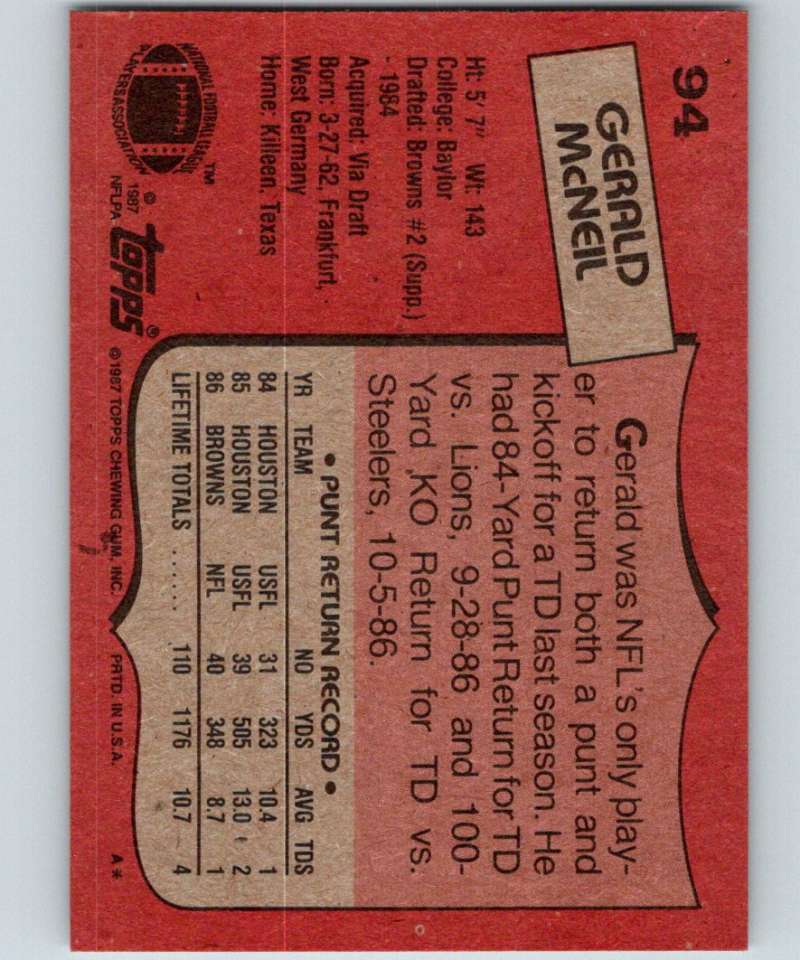 94
GERALD
McNEIL
Ht: 5' 7" Wt: 143
College: Baylor
Drafted: Browns #2 (Supp.)
- 1984
Acquired: Via Draft
Born: 3-27-62, Frankfurt,
West Germany
Home: Killeen, Texas
NATIONAL FOOTBALL LEAGUE
PLAYERS ASSOCIATION
™
© 1987
NFLPA
topps®
Gerald was NFL's only play-
er to return both a punt and
kickoff for a TD last season. He
had 84-Yard Punt Return for TD
vs. Lions, 9-28-86 and 100-
Yard KO Return for TD vs.
Steelers, 10-5-86.
• PUNT RETURN RECORD •
YR TEAM NO YDS AVG TDS
84 HOUSTON USFL 31 323 10.4 1
85 HOUSTON USFL 39 505 13.0 2
86 BROWNS NFL 40 348 8.7 1
LIFETIME TOTALS ...... 110 1176 10.7 4
© 1987 TOPPS CHEWING GUM, INC. PRTD. IN U.S.A. A*